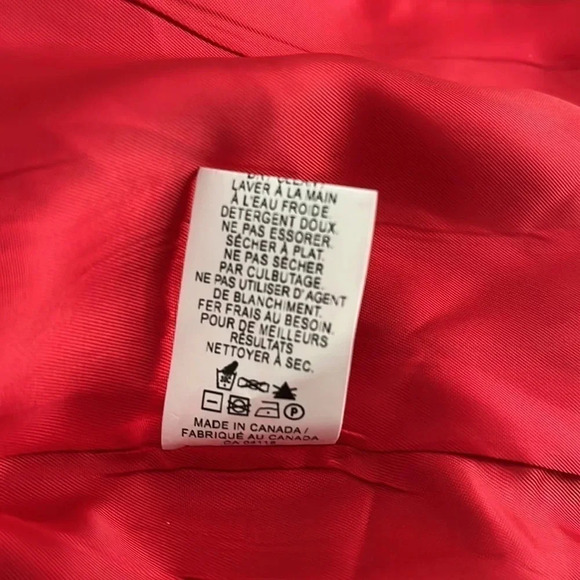 DRY CLEAN /
LAVER À LA MAIN
À L'EAU FROIDE
DETERGENT DOUX.
NE PAS ESSORER.
SÉCHER À PLAT.
NE PAS SÉCHER
PAR CULBUTAGE.
NE PAS UTILISER D'AGENT
DE BLANCHIMENT.
FER FRAIS AU BESOIN.
POUR DE MEILLEURS
RÉSULTATS
NETTOYER À SEC.
P
MADE IN CANADA /
FABRIQUÉ AU CANADA